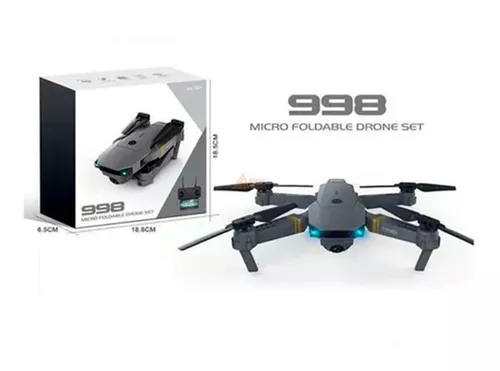 998
MICRO FOLDABLE DRONE SET
998
MICRO FOLDABLE DRONE SET
18.5CM
6.5CM
18.6CM